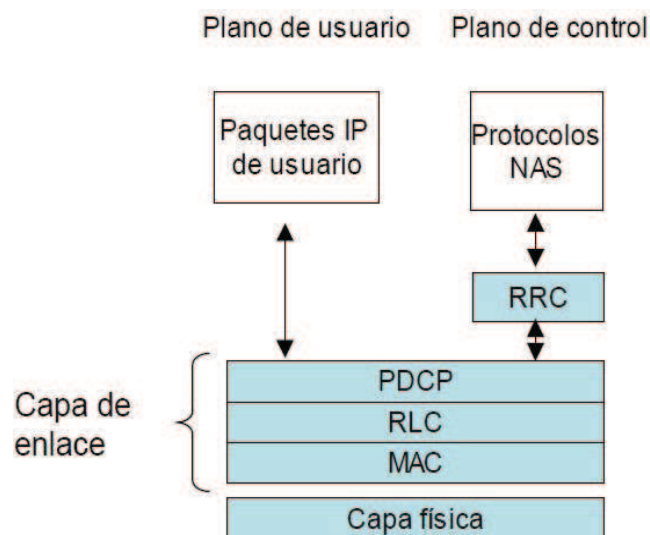 Plano de usuario
Plano de control
Paquetes IP
de usuario
Protocolos
NAS
RRC
PDCP
RLC
MAC
Capa de
enlace
Capa física